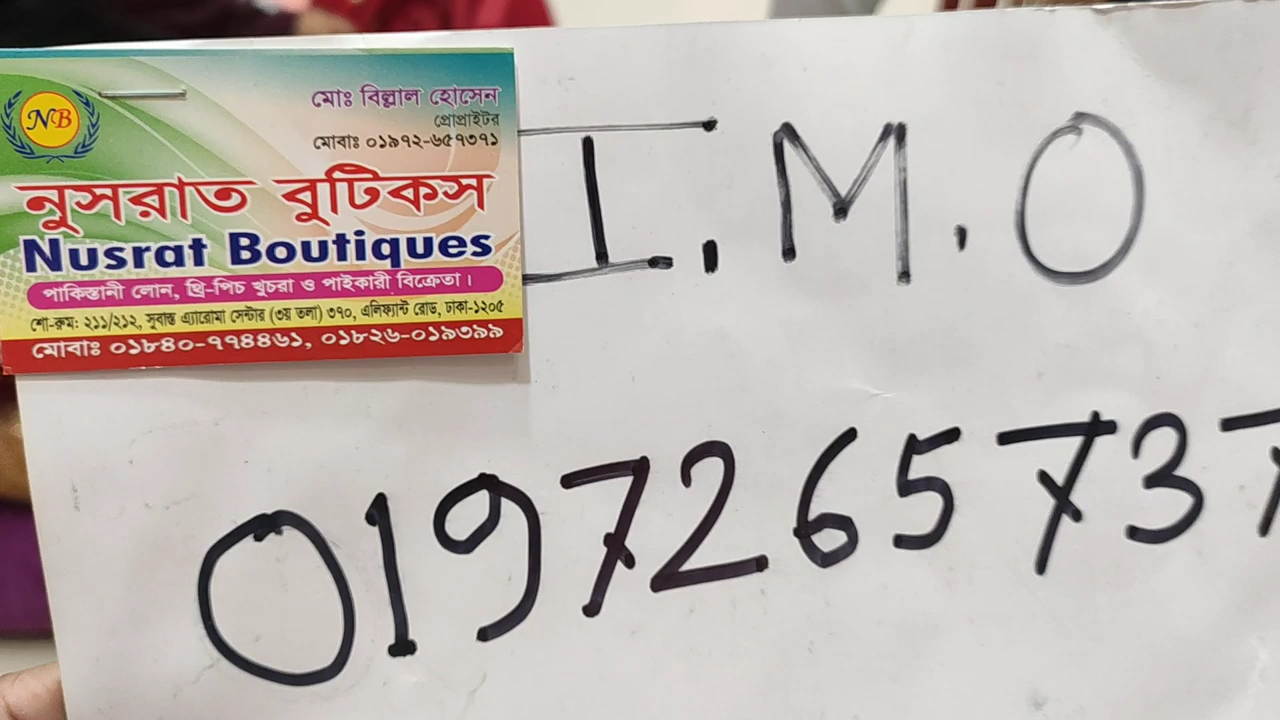 NB
মোঃ বিল্লাল হোসেন
প্রোপ্রাইটর
মোবাঃ ০১৯৭২-৬৫৭৩৭১
নুসরাত বুটিকস
Nusrat Boutiques
পাকিস্তানী লোন, থ্রি-পিচ খুচরা ও পাইকারী বিক্রেতা।
শো-রুম: ২১১/২১২, সুবাস্ত এ্যারোমা সেন্টার (৩য় তলা) ৩৭০, এলিফ্যান্ট রোড, ঢাকা-১২০৫
মোবাঃ ০১৮৪০-৭৭৪৪৬১, ০১৮২৬-০১৯৩৯৯
I.M.O
0197265737